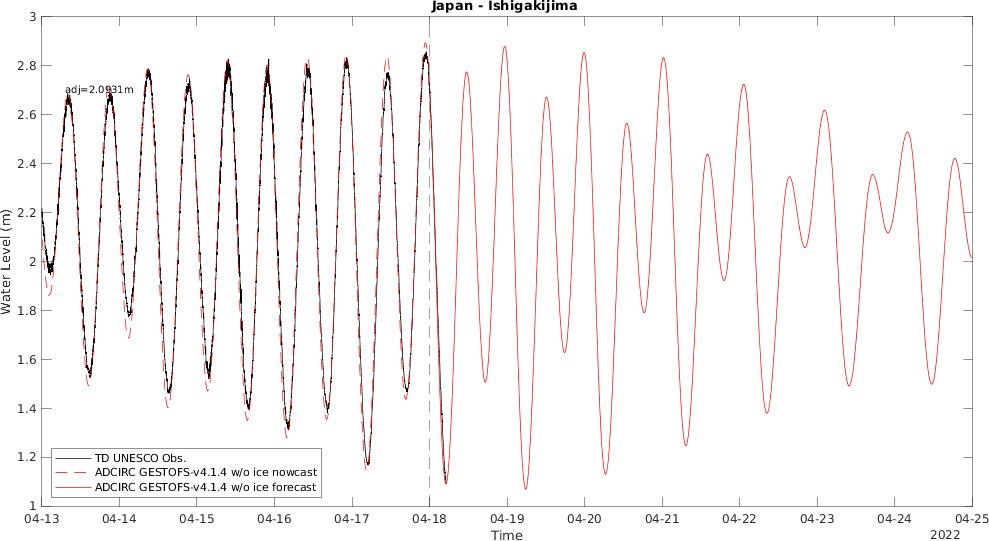 Japan - Ishigakijima
3
2.8
2.6
2.4
2.2
2
1.8
1.6
1.4
1.2
1
Water Level (m)
adj=2.0931m
TD UNESCO Obs.
ADCIRC GESTOFS-v4.1.4 w/o ice nowcast
ADCIRC GESTOFS-v4.1.4 w/o ice forecast
04-13 04-14 04-15 04-16 04-17 04-18 04-19 04-20 04-21 04-22 04-23 04-24 04-25
Time
2022